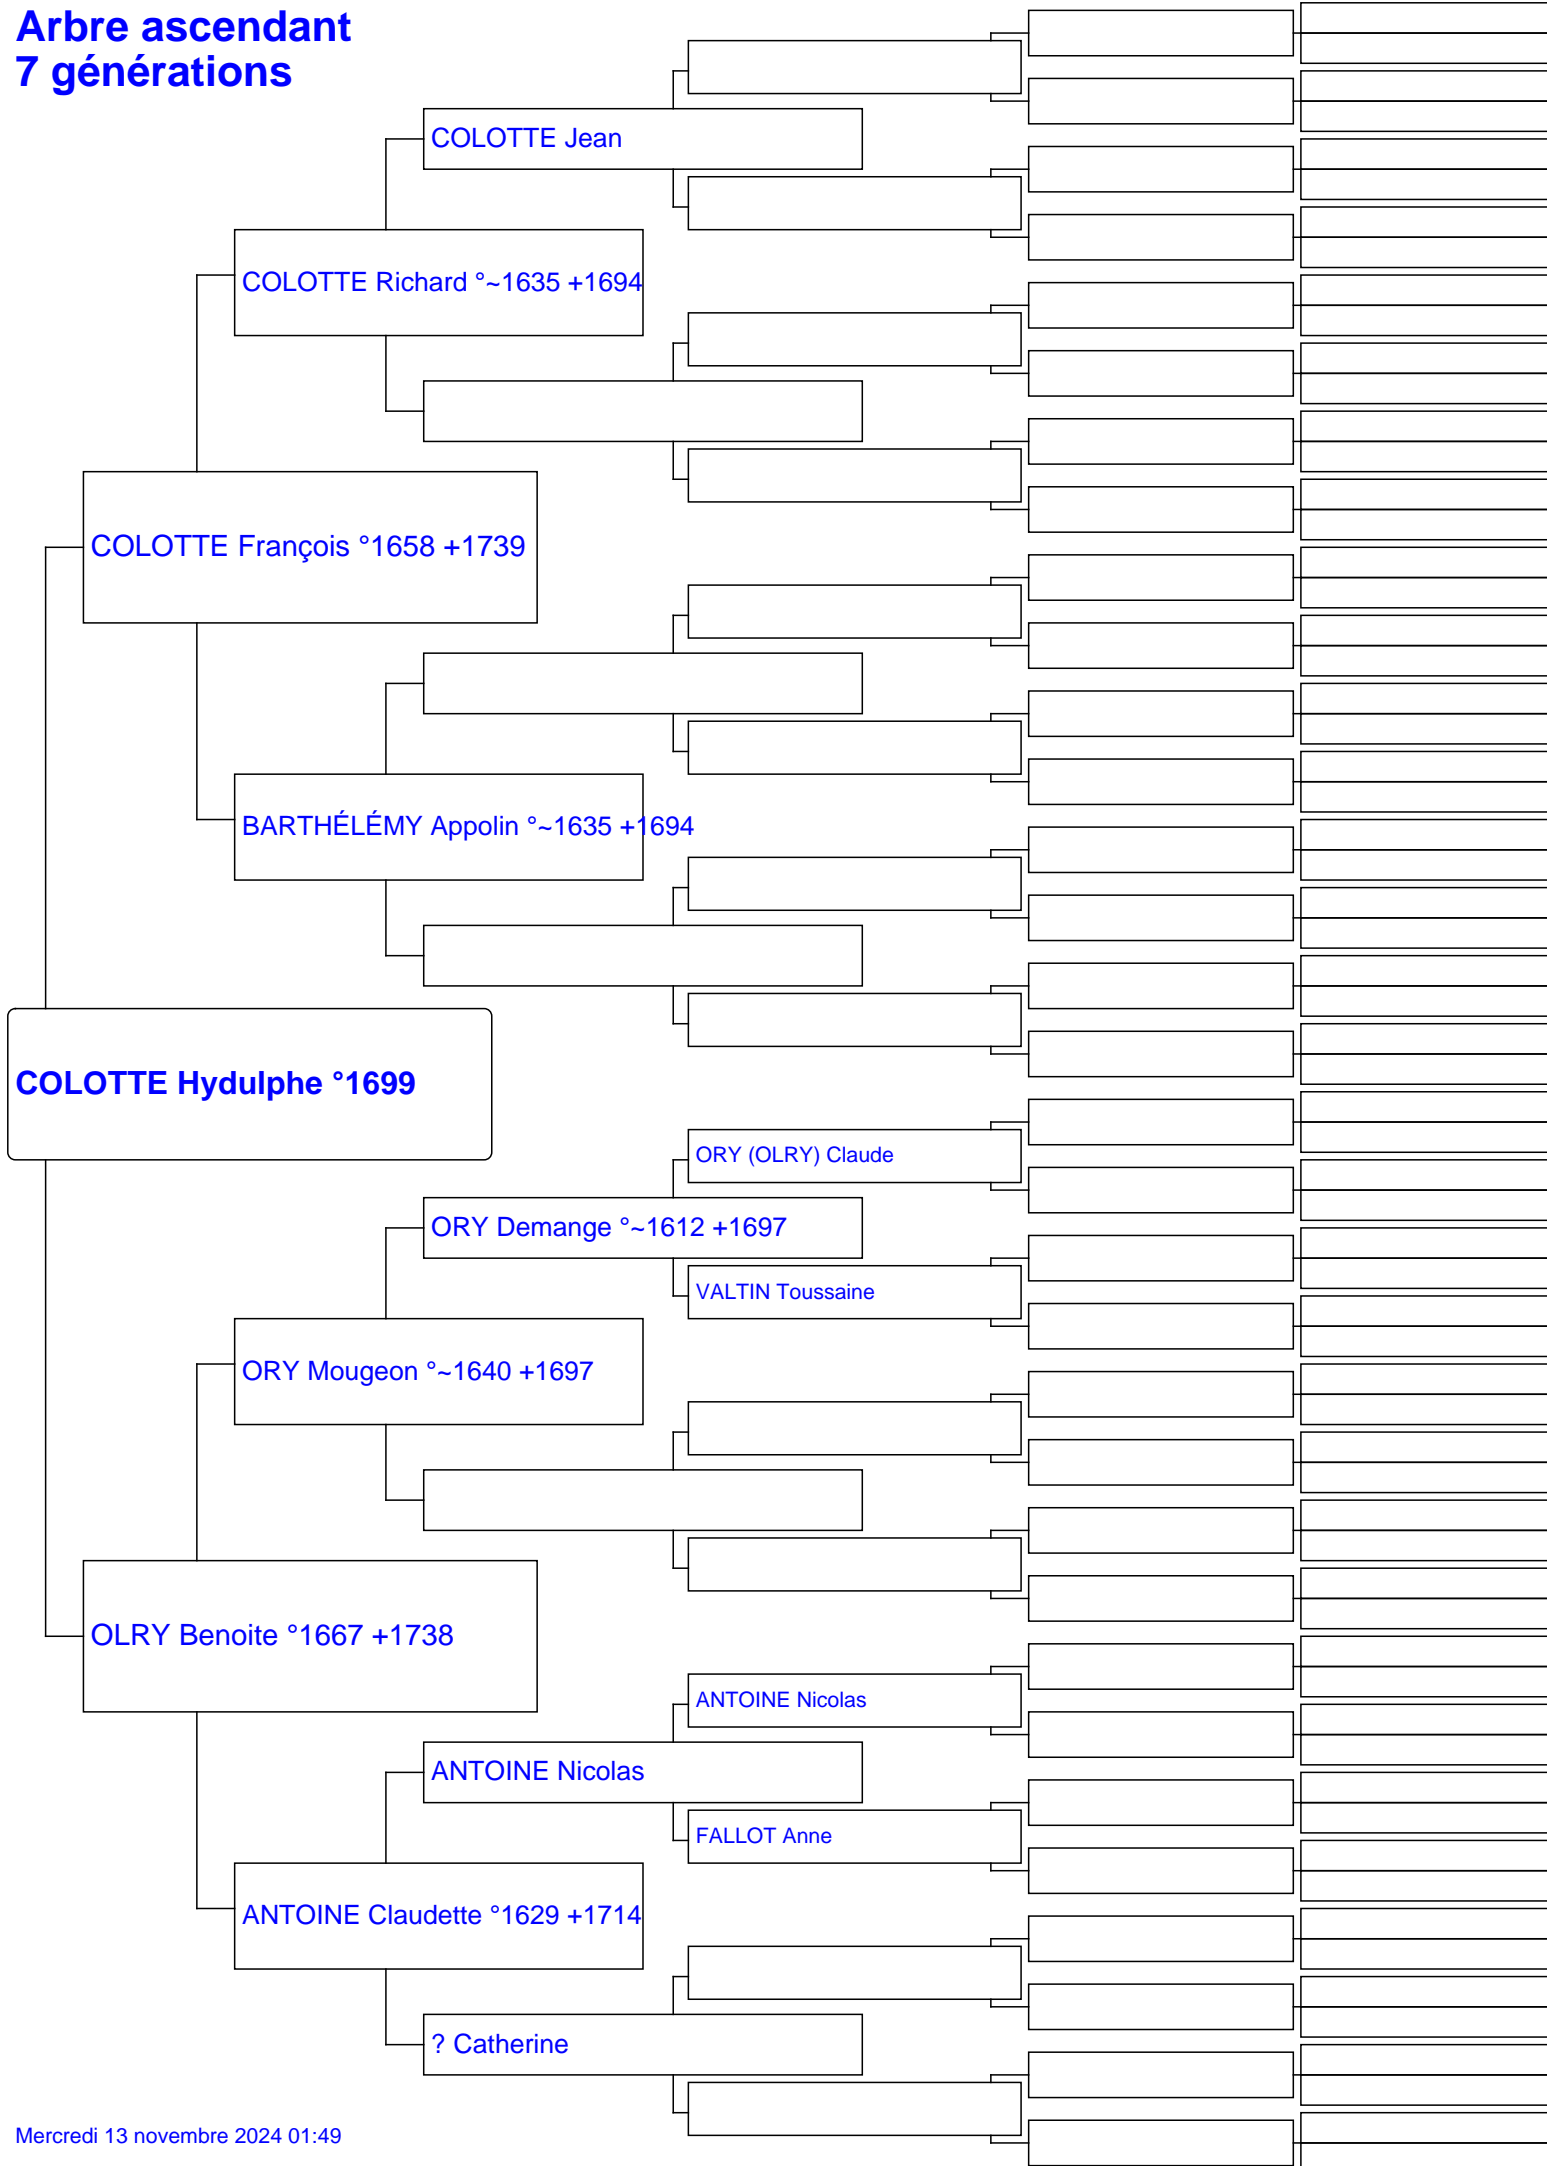 Arbre ascendant
7 générations
COLOTTE Jean
COLOTTE Richard °~1635 +1694
COLOTTE François °1658 +1739
BARTHÉLÉMY Appolin °~1635 +1694
COLOTTE Hydulphe °1699
ORY (OLRY) Claude
ORY Demange °~1612 +1697
VALTIN Toussaine
ORY Mougeon °~1640 +1697
OLRY Benoite °1667 +1738
ANTOINE Nicolas
ANTOINE Nicolas
FALLOT Anne
ANTOINE Claudette °1629 +1714
? Catherine
Mercredi 13 novembre 2024 01:49